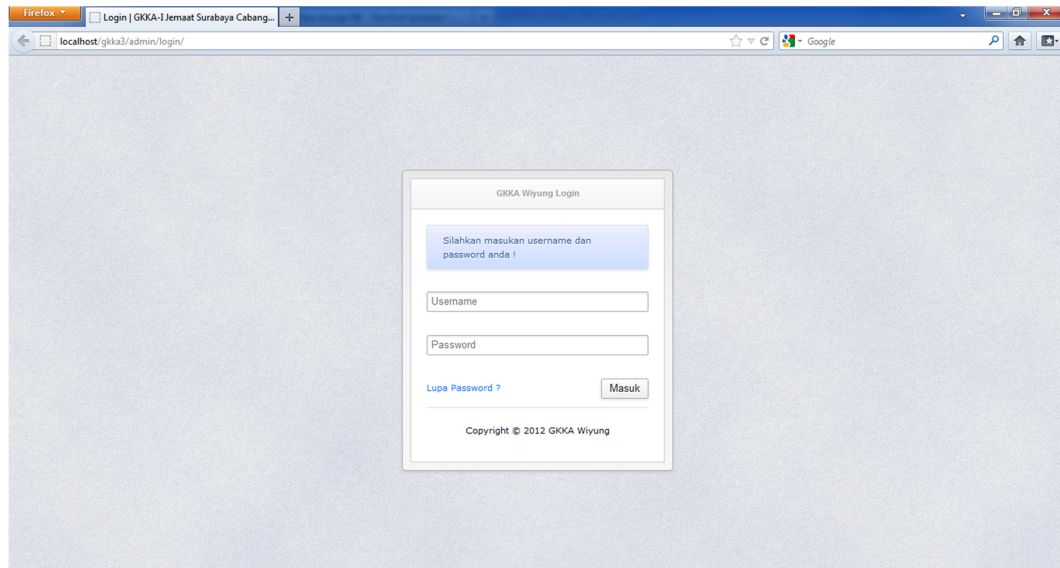 Firefox
Login | GKKA-I Jemaat Surabaya Cabang...
localhost/gkka3/admin/login/
Google
GKKA Wiyung Login
Silahkan masukan username dan
password anda !
Username
Password
Lupa Password ?
Masuk
Copyright © 2012 GKKA Wiyung